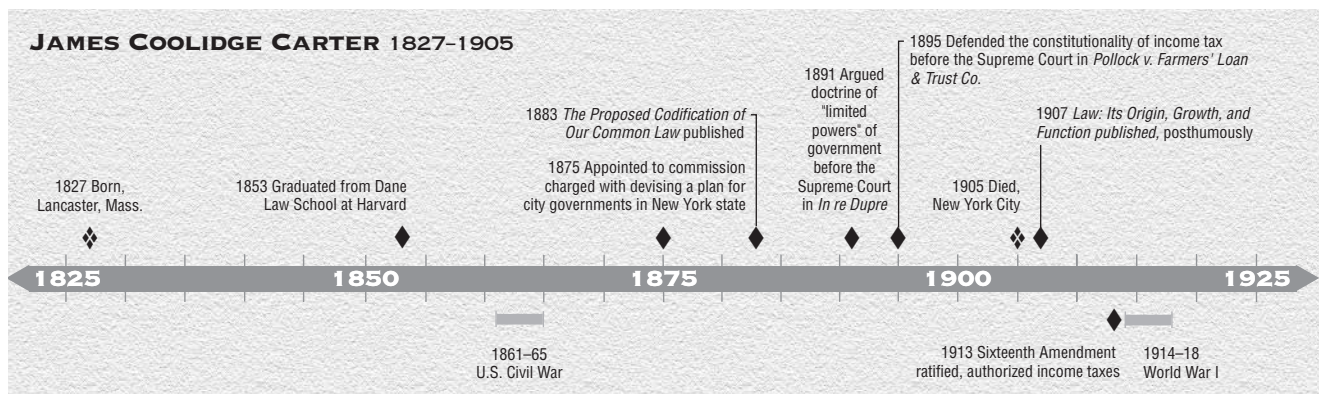 JAMES COOLIDGE CARTER 1827–1905
1827 Born,
Lancaster, Mass.
1853 Graduated from Dane
Law School at Harvard
1883 The Proposed Codification of
Our Common Law published
1875 Appointed to commission
charged with devising a plan for
city governments in New York state
1891 Argued
doctrine of
"limited
powers" of
government
before the
Supreme Court
in In re Dupre
1895 Defended the constitutionality of income tax
before the Supreme Court in Pollock v. Farmers' Loan
& Trust Co.
1905 Died,
New York City
1907 Law: Its Origin, Growth, and
Function published, posthumously
1825 1850 1875 1900 1925
1861–65
U.S. Civil War
1913 Sixteenth Amendment
ratified, authorized income taxes
1914–18
World War I